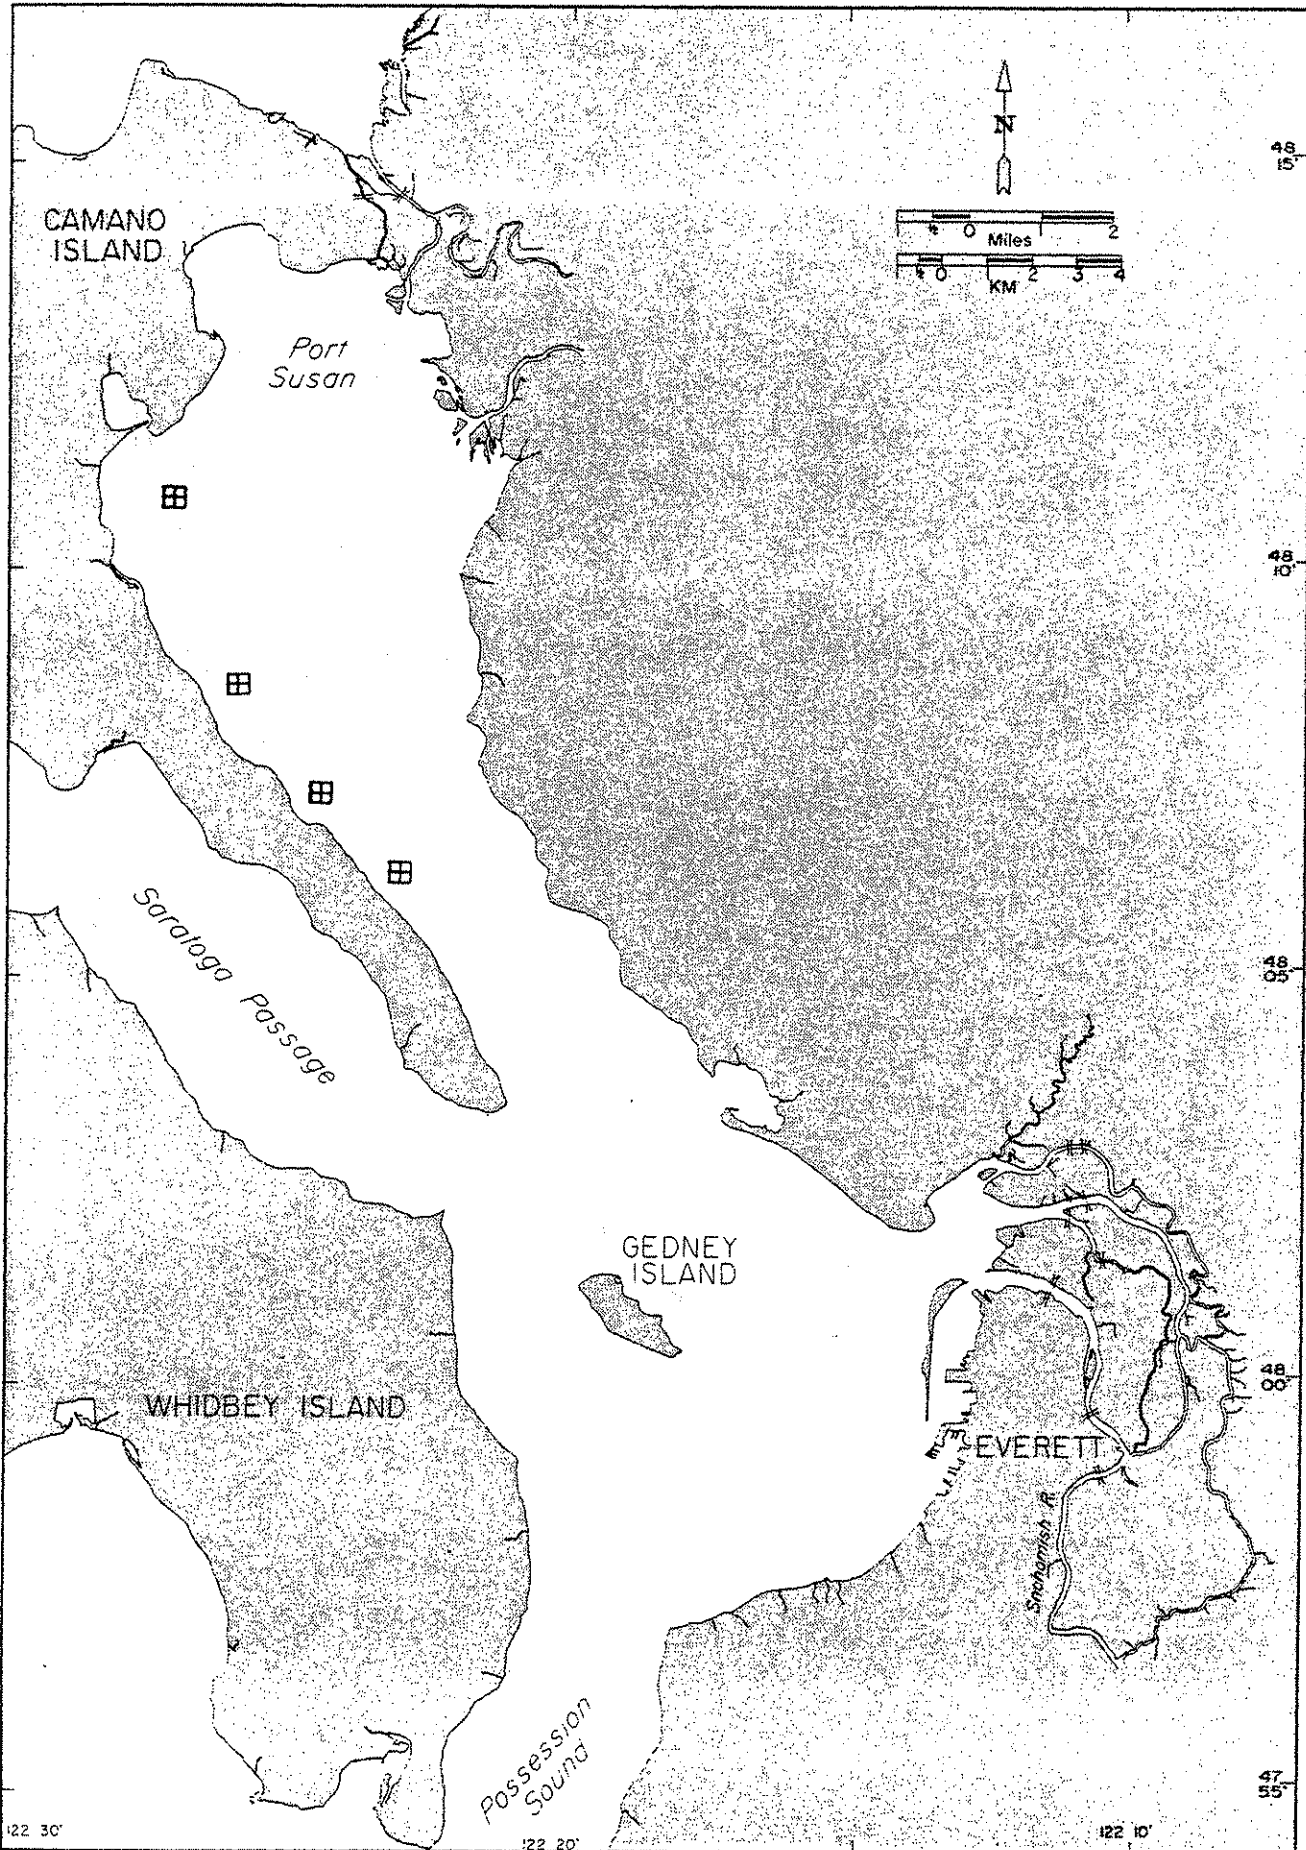 N
48
15'
0
Miles
2
0
2
4
KM
CAMANO
ISLAND
Port
Susan
48
10'
Saratoga Passage
48
05'
GEDNEY
ISLAND
48
00'
WHIDBEY ISLAND
EVERETT
Snohomish R.
Possession
Sound
47
55'
122 30'
122 20'
122 10'